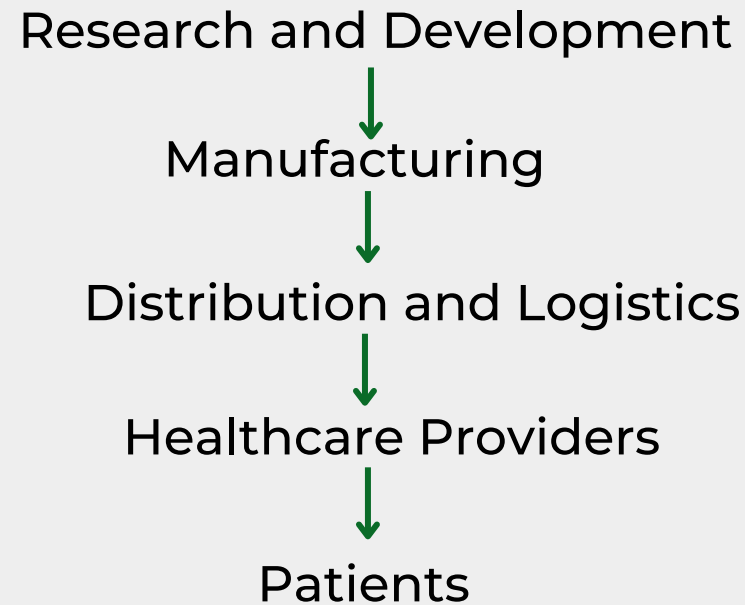 Research and Development
Manufacturing
Distribution and Logistics
Healthcare Providers
Patients